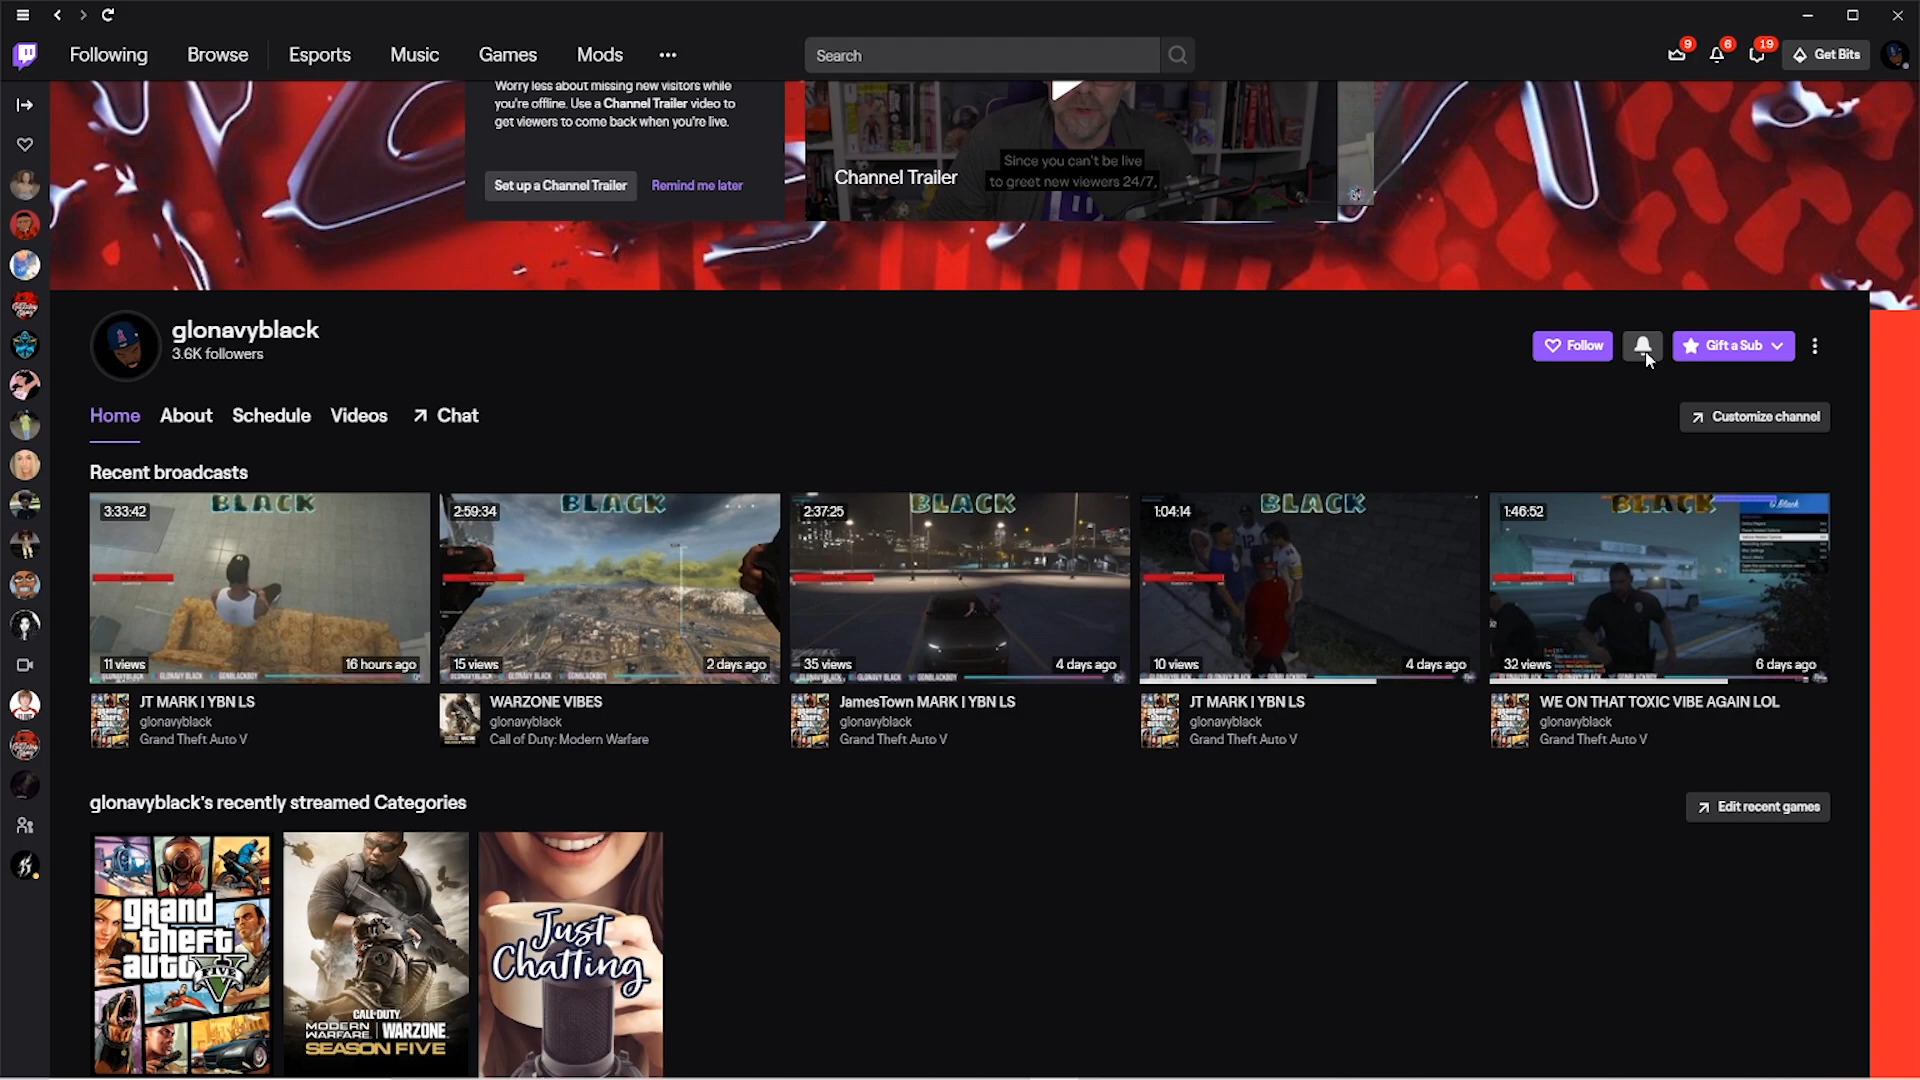 Following
Browse
Esports
Music
Games
Mods
Search
9
6
19
Get Bits
Worry less about missing new visitors while
you're offline. Use a Channel Trailer video to
get viewers to come back when you're live.
Set up a Channel Trailer
Remind me later
Since you can't be live
to greet new viewers 24/7,
Channel Trailer
glonavyblack
3.6K followers
Follow
Gift a Sub
Home
About
Schedule
Videos
Chat
Customize channel
Recent broadcasts
BLACK
3:33:42
11 views
16 hours ago
JT MARK | YBN LS
glonavyblack
Grand Theft Auto V
BLACK
2:59:34
15 views
2 days ago
WARZONE VIBES
glonavyblack
Call of Duty: Modern Warfare
BLACK
2:37:25
35 views
4 days ago
JamesTown MARK | YBN LS
glonavyblack
Grand Theft Auto V
BLACK
1:04:14
10 views
4 days ago
JT MARK | YBN LS
glonavyblack
Grand Theft Auto V
BLACK
1:46:52
32 views
6 days ago
WE ON THAT TOXIC VIBE AGAIN LOL
glonavyblack
Grand Theft Auto V
glonavyblack's recently streamed Categories
Edit recent games
grand
theft
auto
FIVE
CALL OF DUTY
MODERN
WARFARE
WARZONE
SEASON FIVE
Just
Chatting